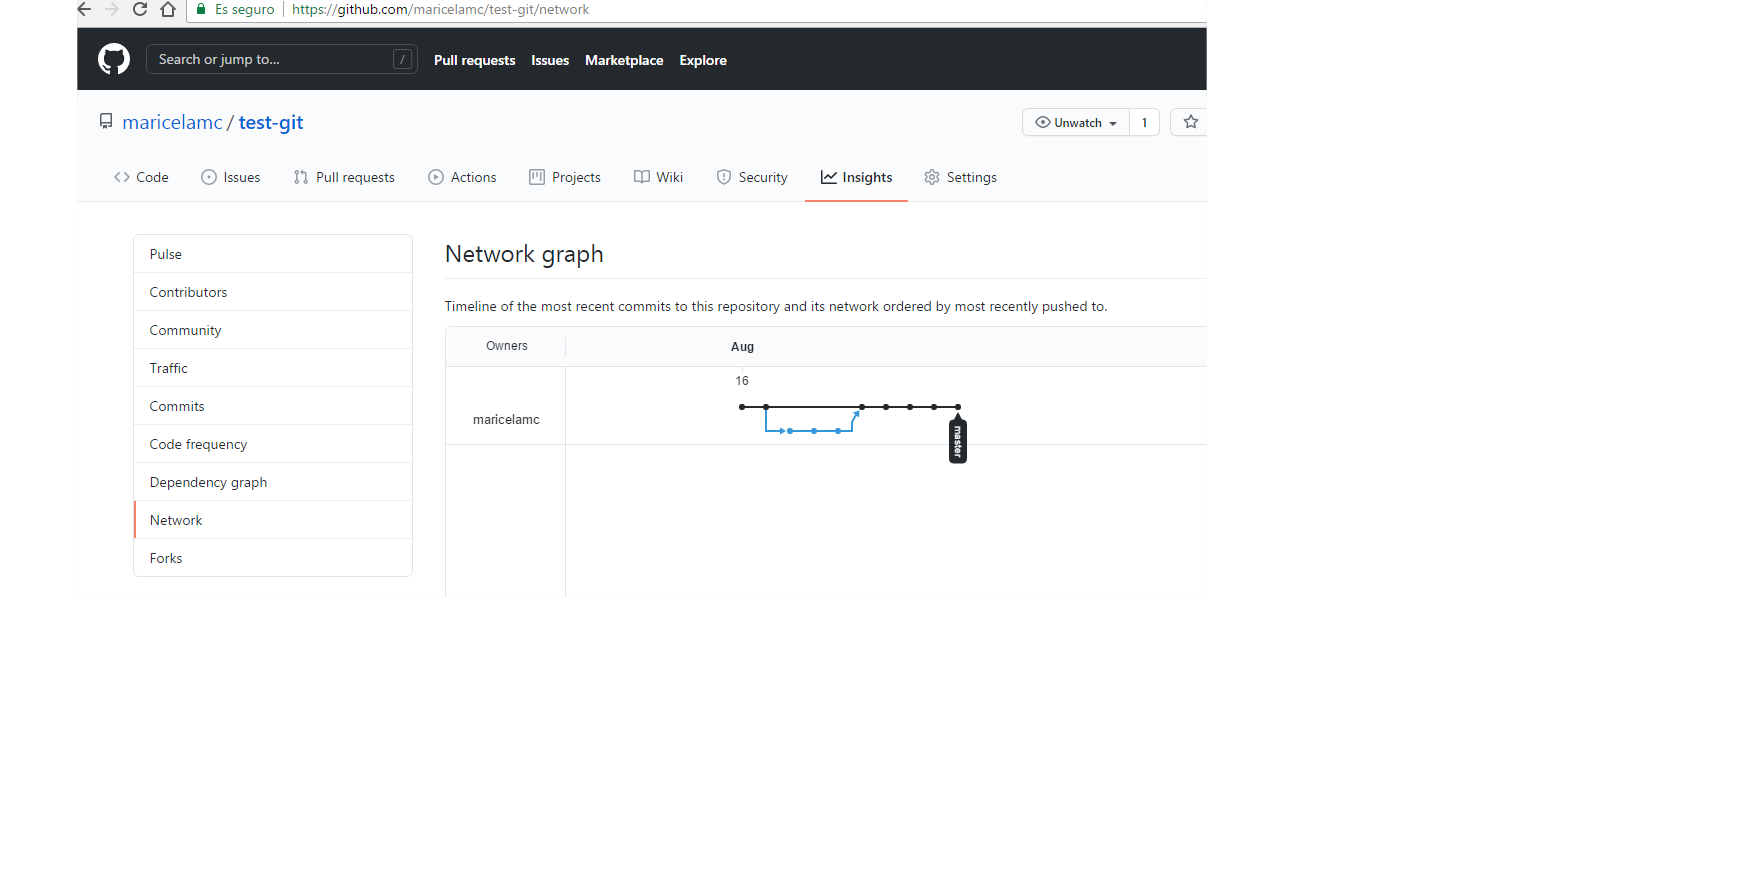 Es seguro https://github.com/maricelamc/test-git/network
Search or jump to... /
Pull requests Issues Marketplace Explore
maricelamc / test-git
Unwatch 1
Code Issues Pull requests Actions Projects Wiki Security Insights Settings
Pulse
Contributors
Community
Traffic
Commits
Code frequency
Dependency graph
Network
Forks
Network graph
Timeline of the most recent commits to this repository and its network ordered by most recently pushed to.
Owners Aug
16
maricelamc
master